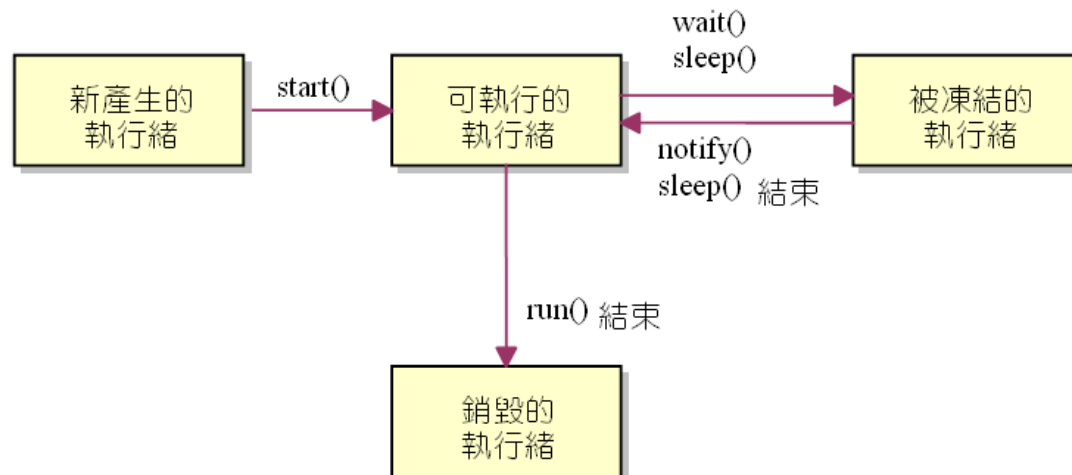 新產生的
執行緒
start()
可執行的
執行緒
wait()
sleep()
被凍結的
執行緒
notify()
sleep() 結束
run() 結束
銷毀的
執行緒